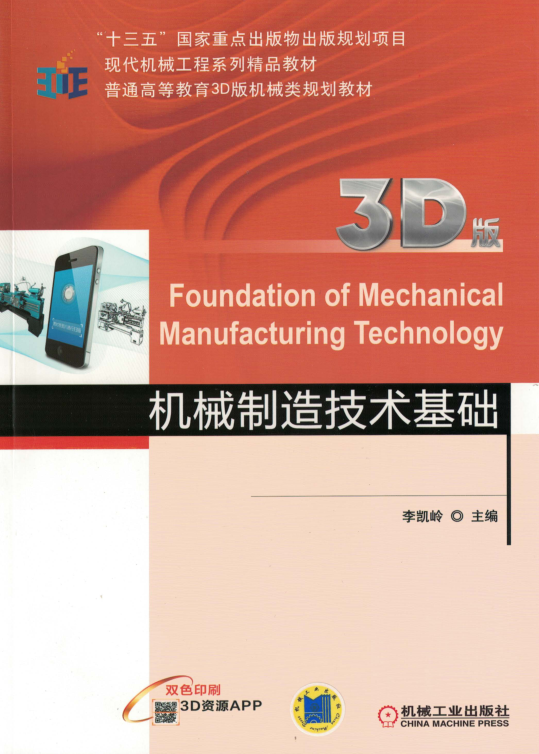 “十三五”国家重点出版物出版规划项目
现代机械工程系列精品教材
普通高等教育3D版机械类规划教材
3D版
Foundation of Mechanical
Manufacturing Technology
机械制造技术基础
李凯岭 ◎ 主编
双色印刷
3D资源APP
机械工业出版社
CHINA MACHINE PRESS